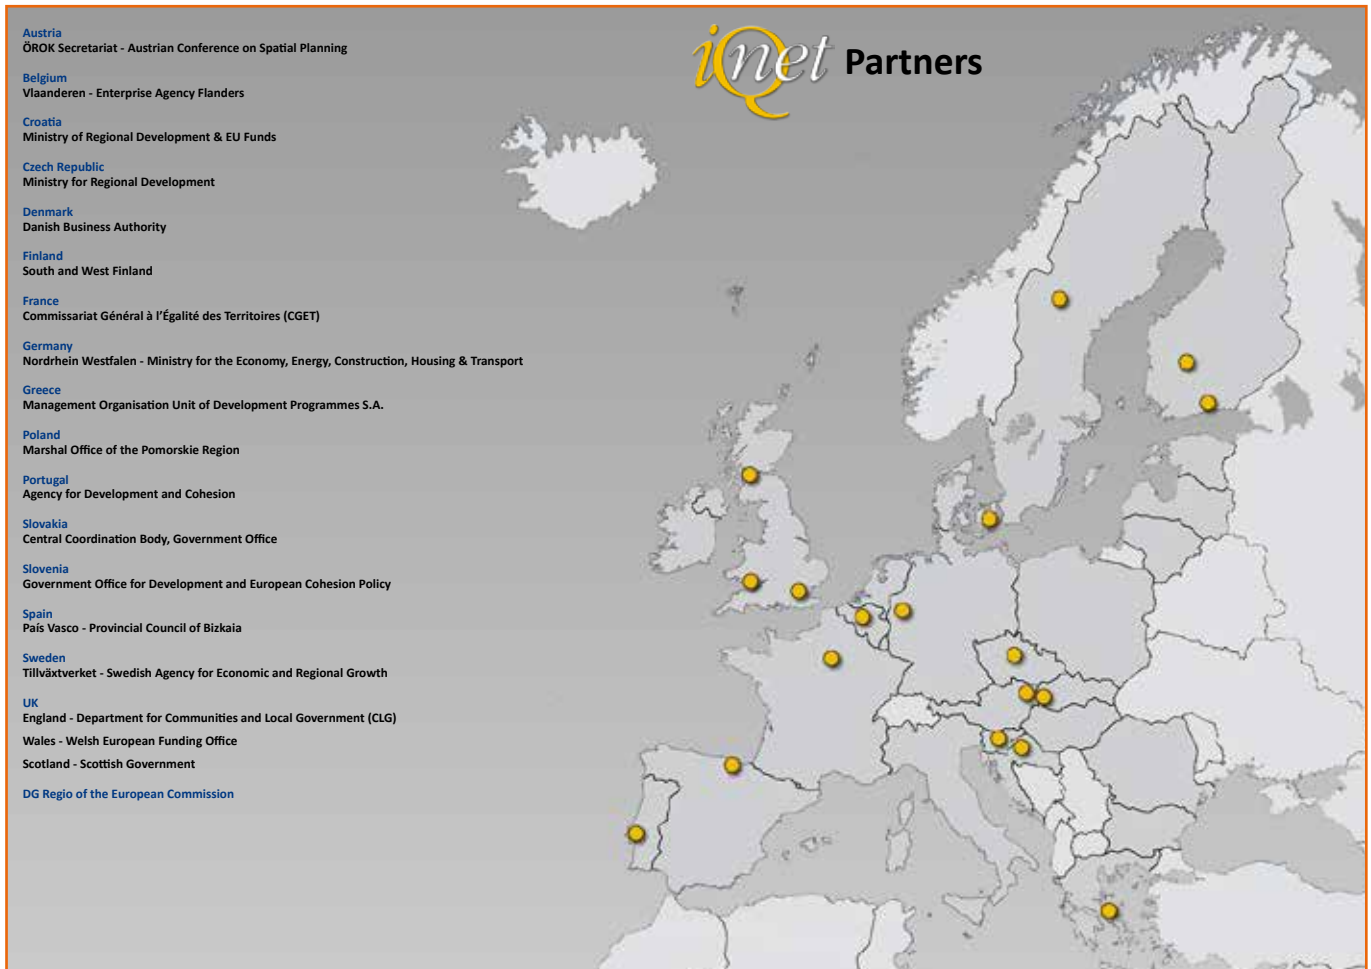 iQnet Partners
Austria
ÖROK Secretariat - Austrian Conference on Spatial Planning
Belgium
Vlaanderen - Enterprise Agency Flanders
Croatia
Ministry of Regional Development & EU Funds
Czech Republic
Ministry for Regional Development
Denmark
Danish Business Authority
Finland
South and West Finland
France
Commissariat Général à l'Égalité des Territoires (CGET)
Germany
Nordrhein Westfalen - Ministry for the Economy, Energy, Construction, Housing & Transport
Greece
Management Organisation Unit of Development Programmes S.A.
Poland
Marshal Office of the Pomorskie Region
Portugal
Agency for Development and Cohesion
Slovakia
Central Coordination Body, Government Office
Slovenia
Government Office for Development and European Cohesion Policy
Spain
País Vasco - Provincial Council of Bizkaia
Sweden
Tillväxtverket - Swedish Agency for Economic and Regional Growth
UK
England - Department for Communities and Local Government (CLG)
Wales - Welsh European Funding Office
Scotland - Scottish Government
DG Regio of the European Commission